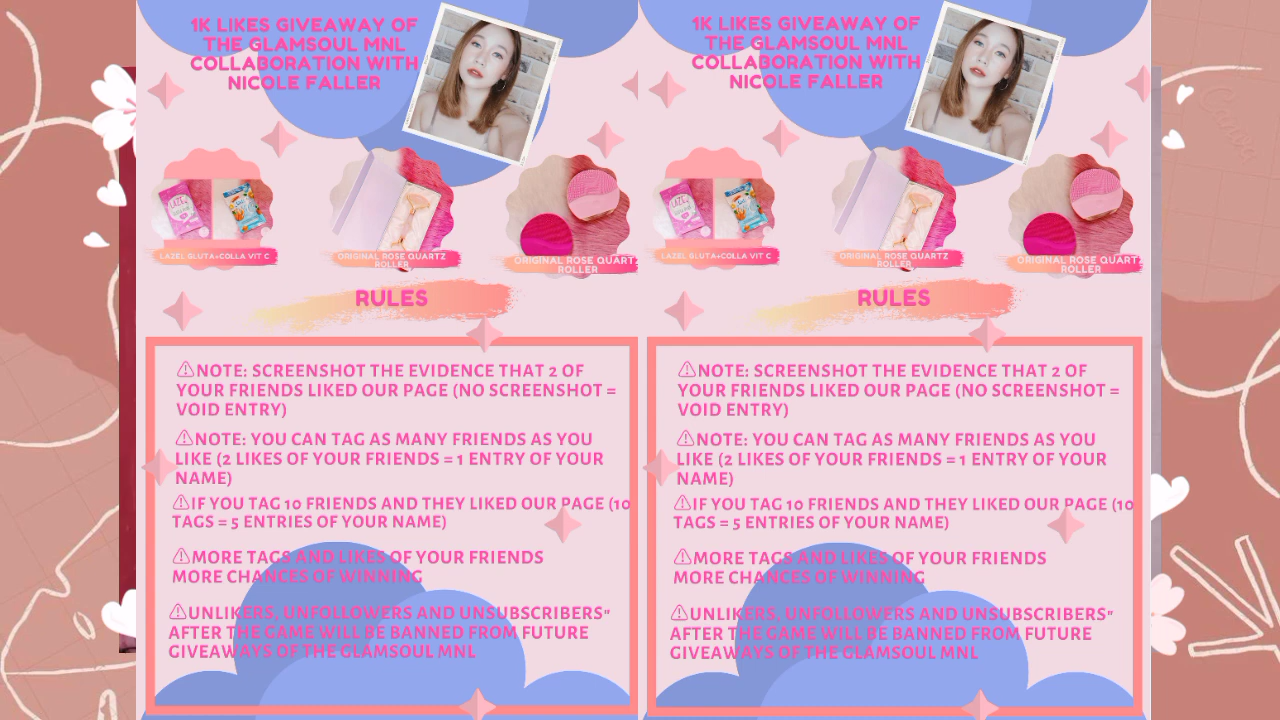 1K LIKES GIVEAWAY OF
THE GLAMSOUL MNL
COLLABORATION WITH
NICOLE FALLER
LAZEL GLUTA+COLLA VIT C
ORIGINAL ROSE QUARTZ
ROLLER
ORIGINAL ROSE QUARTZ
ROLLER
RULES
⚠NOTE: SCREENSHOT THE EVIDENCE THAT 2 OF
YOUR FRIENDS LIKED OUR PAGE (NO SCREENSHOT =
VOID ENTRY)
⚠NOTE: YOU CAN TAG AS MANY FRIENDS AS YOU
LIKE (2 LIKES OF YOUR FRIENDS = 1 ENTRY OF YOUR
NAME)
⚠IF YOU TAG 10 FRIENDS AND THEY LIKED OUR PAGE (10
TAGS = 5 ENTRIES OF YOUR NAME)
⚠MORE TAGS AND LIKES OF YOUR FRIENDS
MORE CHANCES OF WINNING
⚠UNLIKERS, UNFOLLOWERS AND UNSUBSCRIBERS"
AFTER THE GAME WILL BE BANNED FROM FUTURE
GIVEAWAYS OF THE GLAMSOUL MNL
1K LIKES GIVEAWAY OF
THE GLAMSOUL MNL
COLLABORATION WITH
NICOLE FALLER
LAZEL GLUTA+COLLA VIT C
ORIGINAL ROSE QUARTZ
ROLLER
ORIGINAL ROSE QUARTZ
ROLLER
RULES
⚠NOTE: SCREENSHOT THE EVIDENCE THAT 2 OF
YOUR FRIENDS LIKED OUR PAGE (NO SCREENSHOT =
VOID ENTRY)
⚠NOTE: YOU CAN TAG AS MANY FRIENDS AS YOU
LIKE (2 LIKES OF YOUR FRIENDS = 1 ENTRY OF YOUR
NAME)
⚠IF YOU TAG 10 FRIENDS AND THEY LIKED OUR PAGE (10
TAGS = 5 ENTRIES OF YOUR NAME)
⚠MORE TAGS AND LIKES OF YOUR FRIENDS
MORE CHANCES OF WINNING
⚠UNLIKERS, UNFOLLOWERS AND UNSUBSCRIBERS"
AFTER THE GAME WILL BE BANNED FROM FUTURE
GIVEAWAYS OF THE GLAMSOUL MNL
Canva